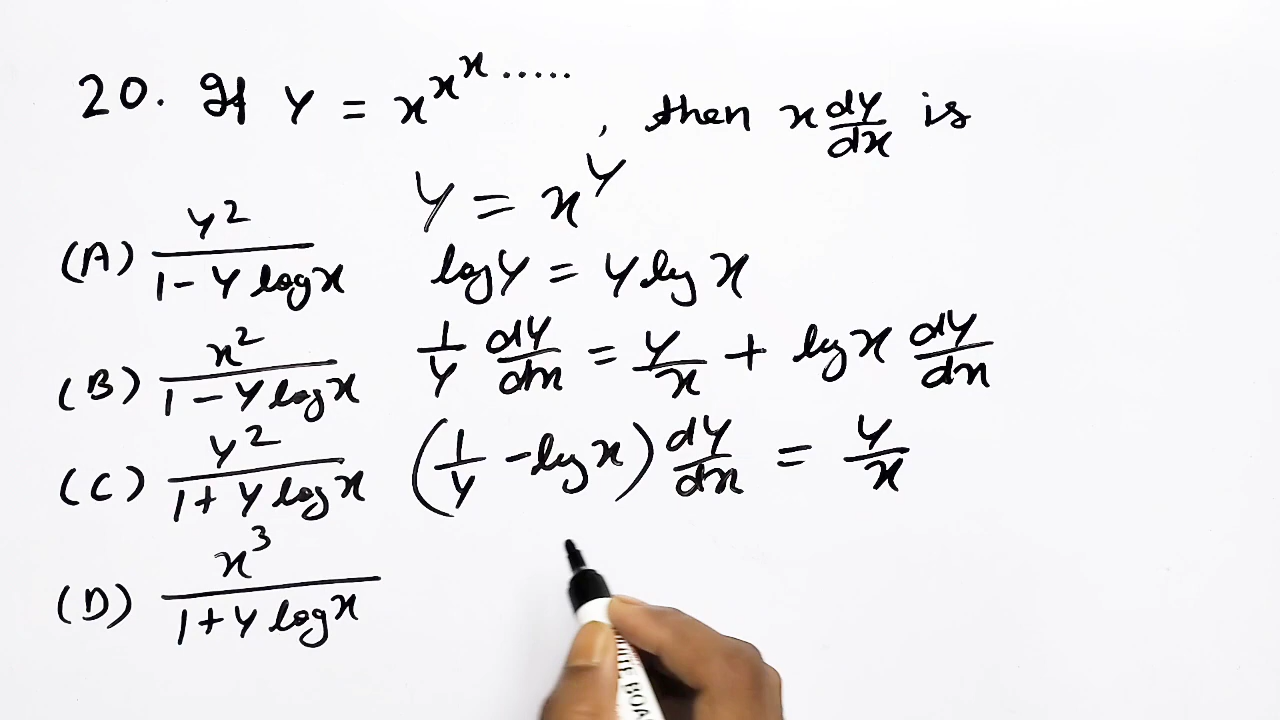 20. If y = x^x^x ....., then x dy/dx is
y = x^y
(A) y²/(1 - y log x)
log y = y log x
(B) x²/(1 - y log x)
1/y dy/dx = y/x + log x dy/dx
(C) y²/(1 + y log x)
(1/y - log x) dy/dx = y/x
(D) x³/(1 + y log x)